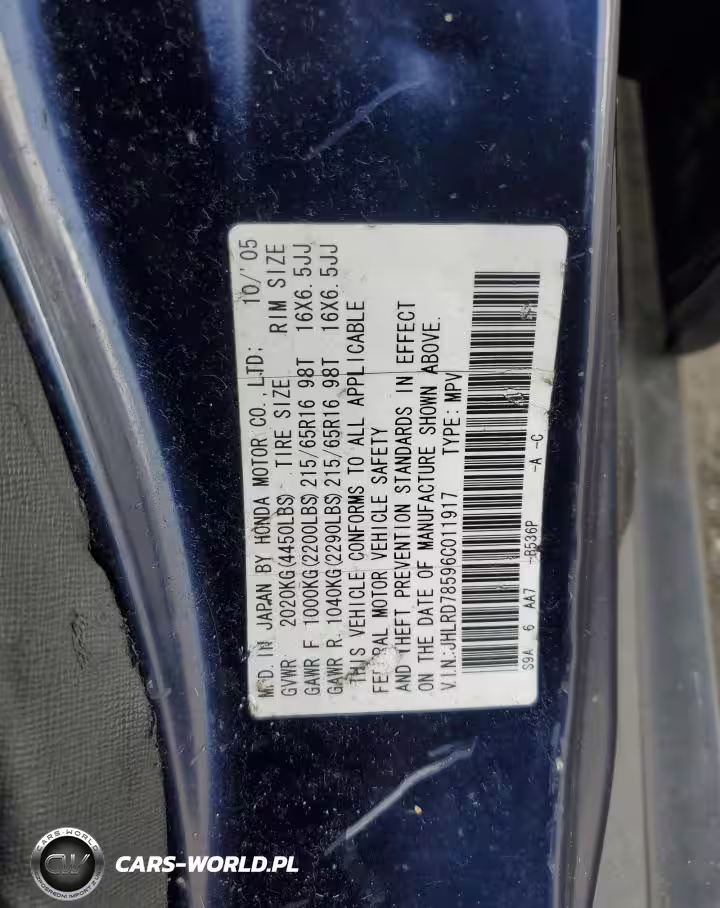 MFD. IN JAPAN BY HONDA MOTOR CO., LTD: 10/'05
GVWR 2020KG(4450LBS) TIRE SIZE RIM SIZE
GAWR F 1000KG(2200LBS) 215/65R16 98T 16X6.5JJ
GAWR R. 1040KG(2290LBS) 215/65R16 98T 16X6.5JJ
THIS VEHICLE CONFORMS TO ALL APPLICABLE
FEDERAL MOTOR VEHICLE SAFETY
AND THEFT PREVENTION STANDARDS IN EFFECT
ON THE DATE OF MANUFACTURE SHOWN ABOVE.
V.I.N.:JHLRD78596C011917 TYPE: MPV
S9A 6 AA7 -B536P -A -C
CARS-WORLD
CW
CARS-WORLD.PL